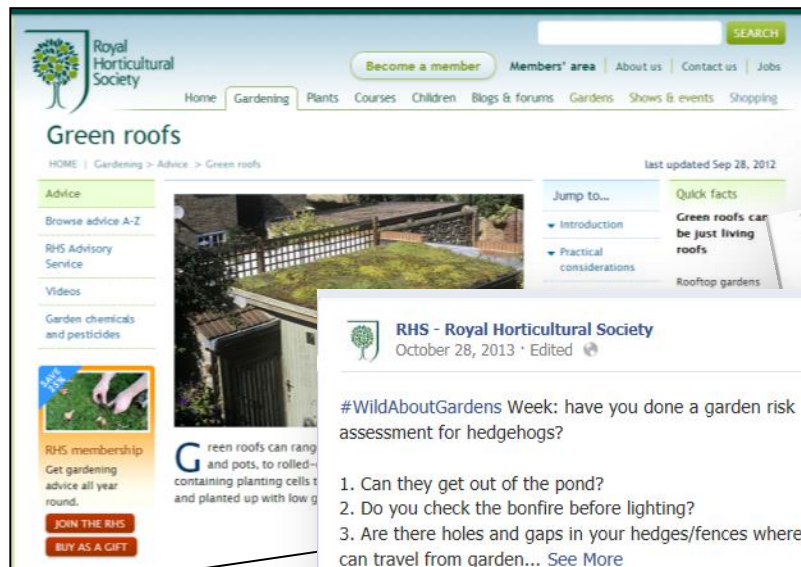 Royal
Horticultural
Society
SEARCH
Become a member
Members' area | About us | Contact us | Jobs
Home Gardening Plants Courses Children Blogs & forums Gardens Shows & events Shopping
Green roofs
HOME | Gardening > Advice > Green roofs
last updated Sep 28, 2012
Advice
Browse advice A-Z
RHS Advisory
Service
Videos
Garden chemicals
and pesticides
SAVE
25%
RHS membership
Get gardening
advice all year
round.
JOIN THE RHS
BUY AS A GIFT
Green roofs can rang
and pots, to rolled-
containing planting cells t
and planted up with low g
Jump to...
Introduction
Practical
considerations
Quick facts
Green roofs can
be just living
roofs
Rooftop gardens
RHS - Royal Horticultural Society
October 28, 2013 · Edited
#WildAboutGardens Week: have you done a garden risk
assessment for hedgehogs?
1. Can they get out of the pond?
2. Do you check the bonfire before lighting?
3. Are there holes and gaps in your hedges/fences where
can travel from garden... See More